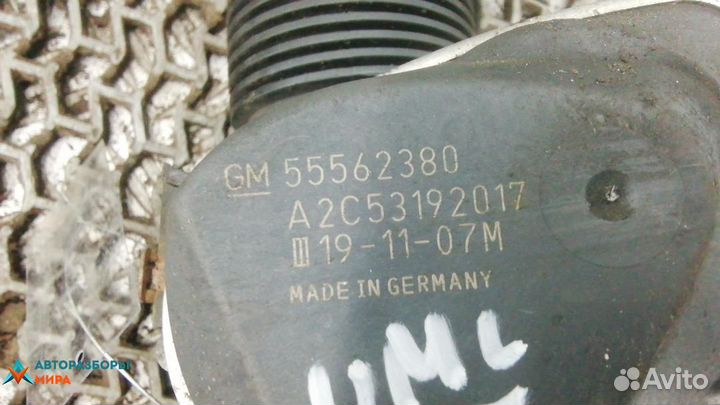 GM 55562380
A2C53192017
III 19-11-07M
MADE IN GERMANY
АВТОРАЗБОРЫ
МИРА
Avito